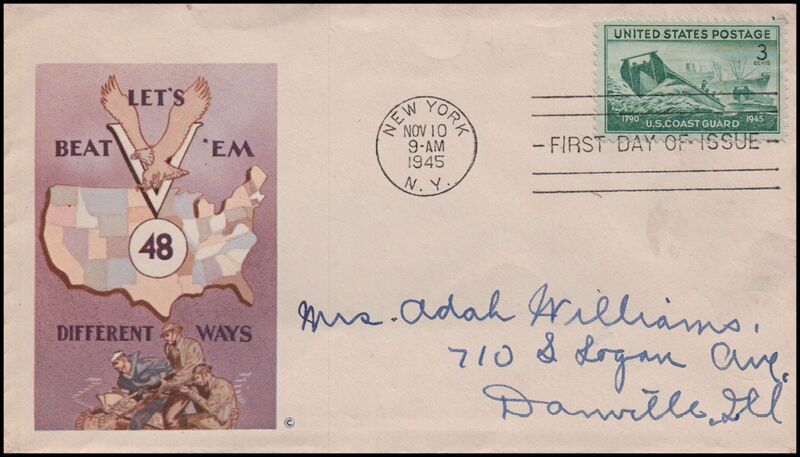 LET'S
BEAT V 'EM
48
DIFFERENT WAYS
©
NEW YORK
NOV 10
9-AM
1945
N.Y.
UNITED STATES POSTAGE
3
CENTS
1790 1945
U.S. COAST GUARD
FIRST DAY OF ISSUE
Mrs. Adah Williams,
710 S Logan Ave,
Danville, Ill